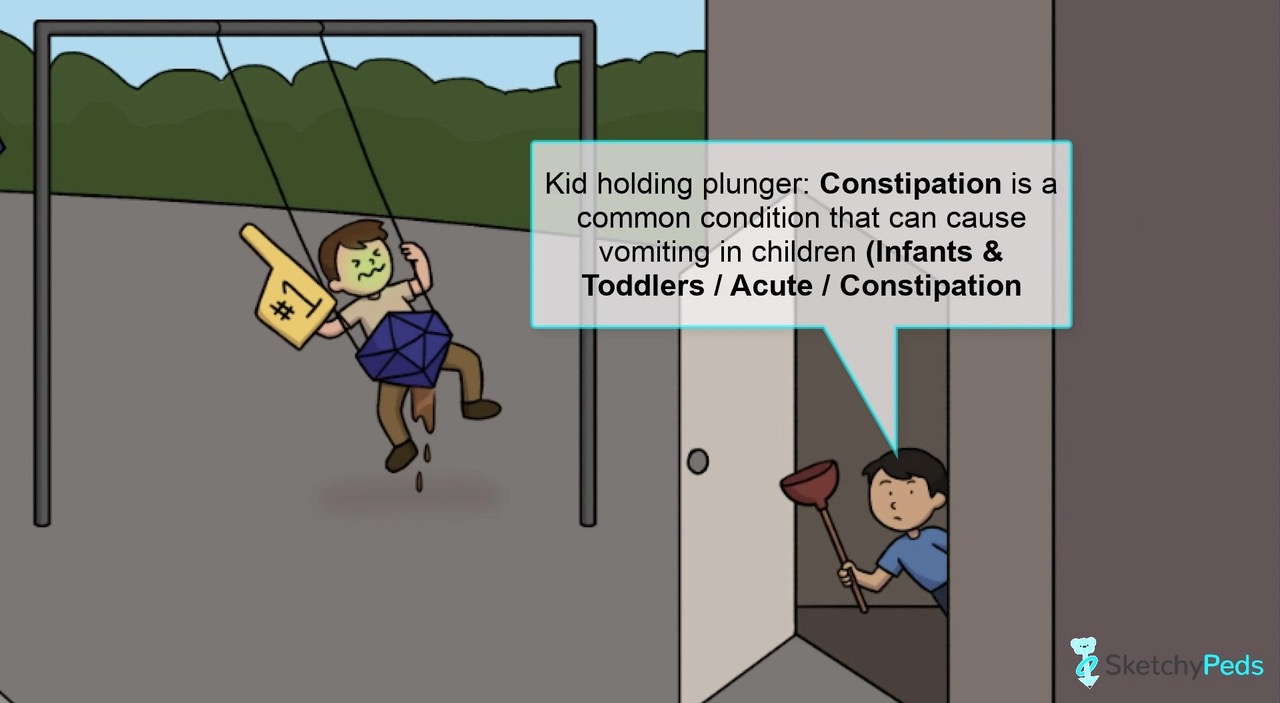 Kid holding plunger: Constipation is a
common condition that can cause
vomiting in children (Infants &
Toddlers / Acute / Constipation
#1
SketchyPeds